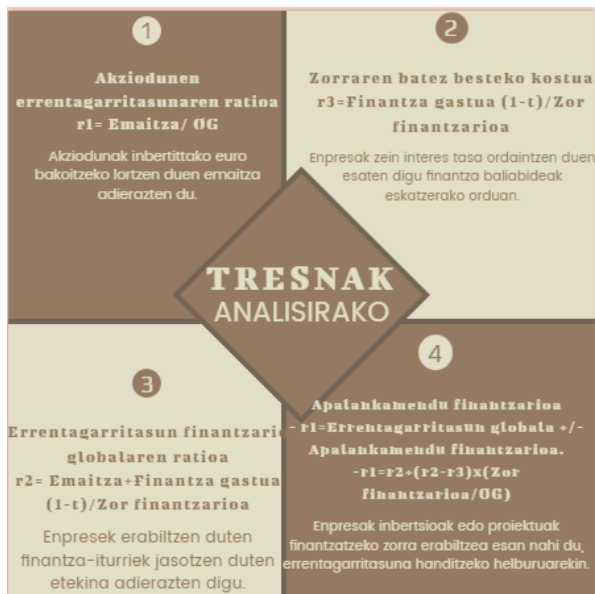 1
Akziodunen
errentagarritasunaren ratioa
r1= Emaitza/ OG
Akziodunak inbertittako euro
bakoitzeko lortzen duen emaitza
adierazten du.
2
Zorraren batez besteko kostua
r3=Finantza gastua (1-t)/Zor
finantzarioa
Enpresak zein interes tasa ordaintzen duen
esaten digu finantza baliabideak
eskatzerako orduan.
TRESNAK
ANALISIRAKO
3
Errentagarritasun finantzario
globalaren ratioa
r2= Emaitza+Finantza gastua
(1-t)/Zor finantzarioa
Enpresek erabiltzen duten
finantza-iturriek jasotzen duten
etekina adierazten digu.
4
Apalankamendu finantzarioa
- r1=Errentagarritasun globala +/-
Apalankamendu finantzarioa.
-r1=r2+(r2-r3)x(Zor
finantzarioa/OG)
Enpresak inbertsioak edo proiektuak
finantzatzeko zorra erabiltzea esan nahi du,
errentagarritasuna handitzeko helburuarekin.